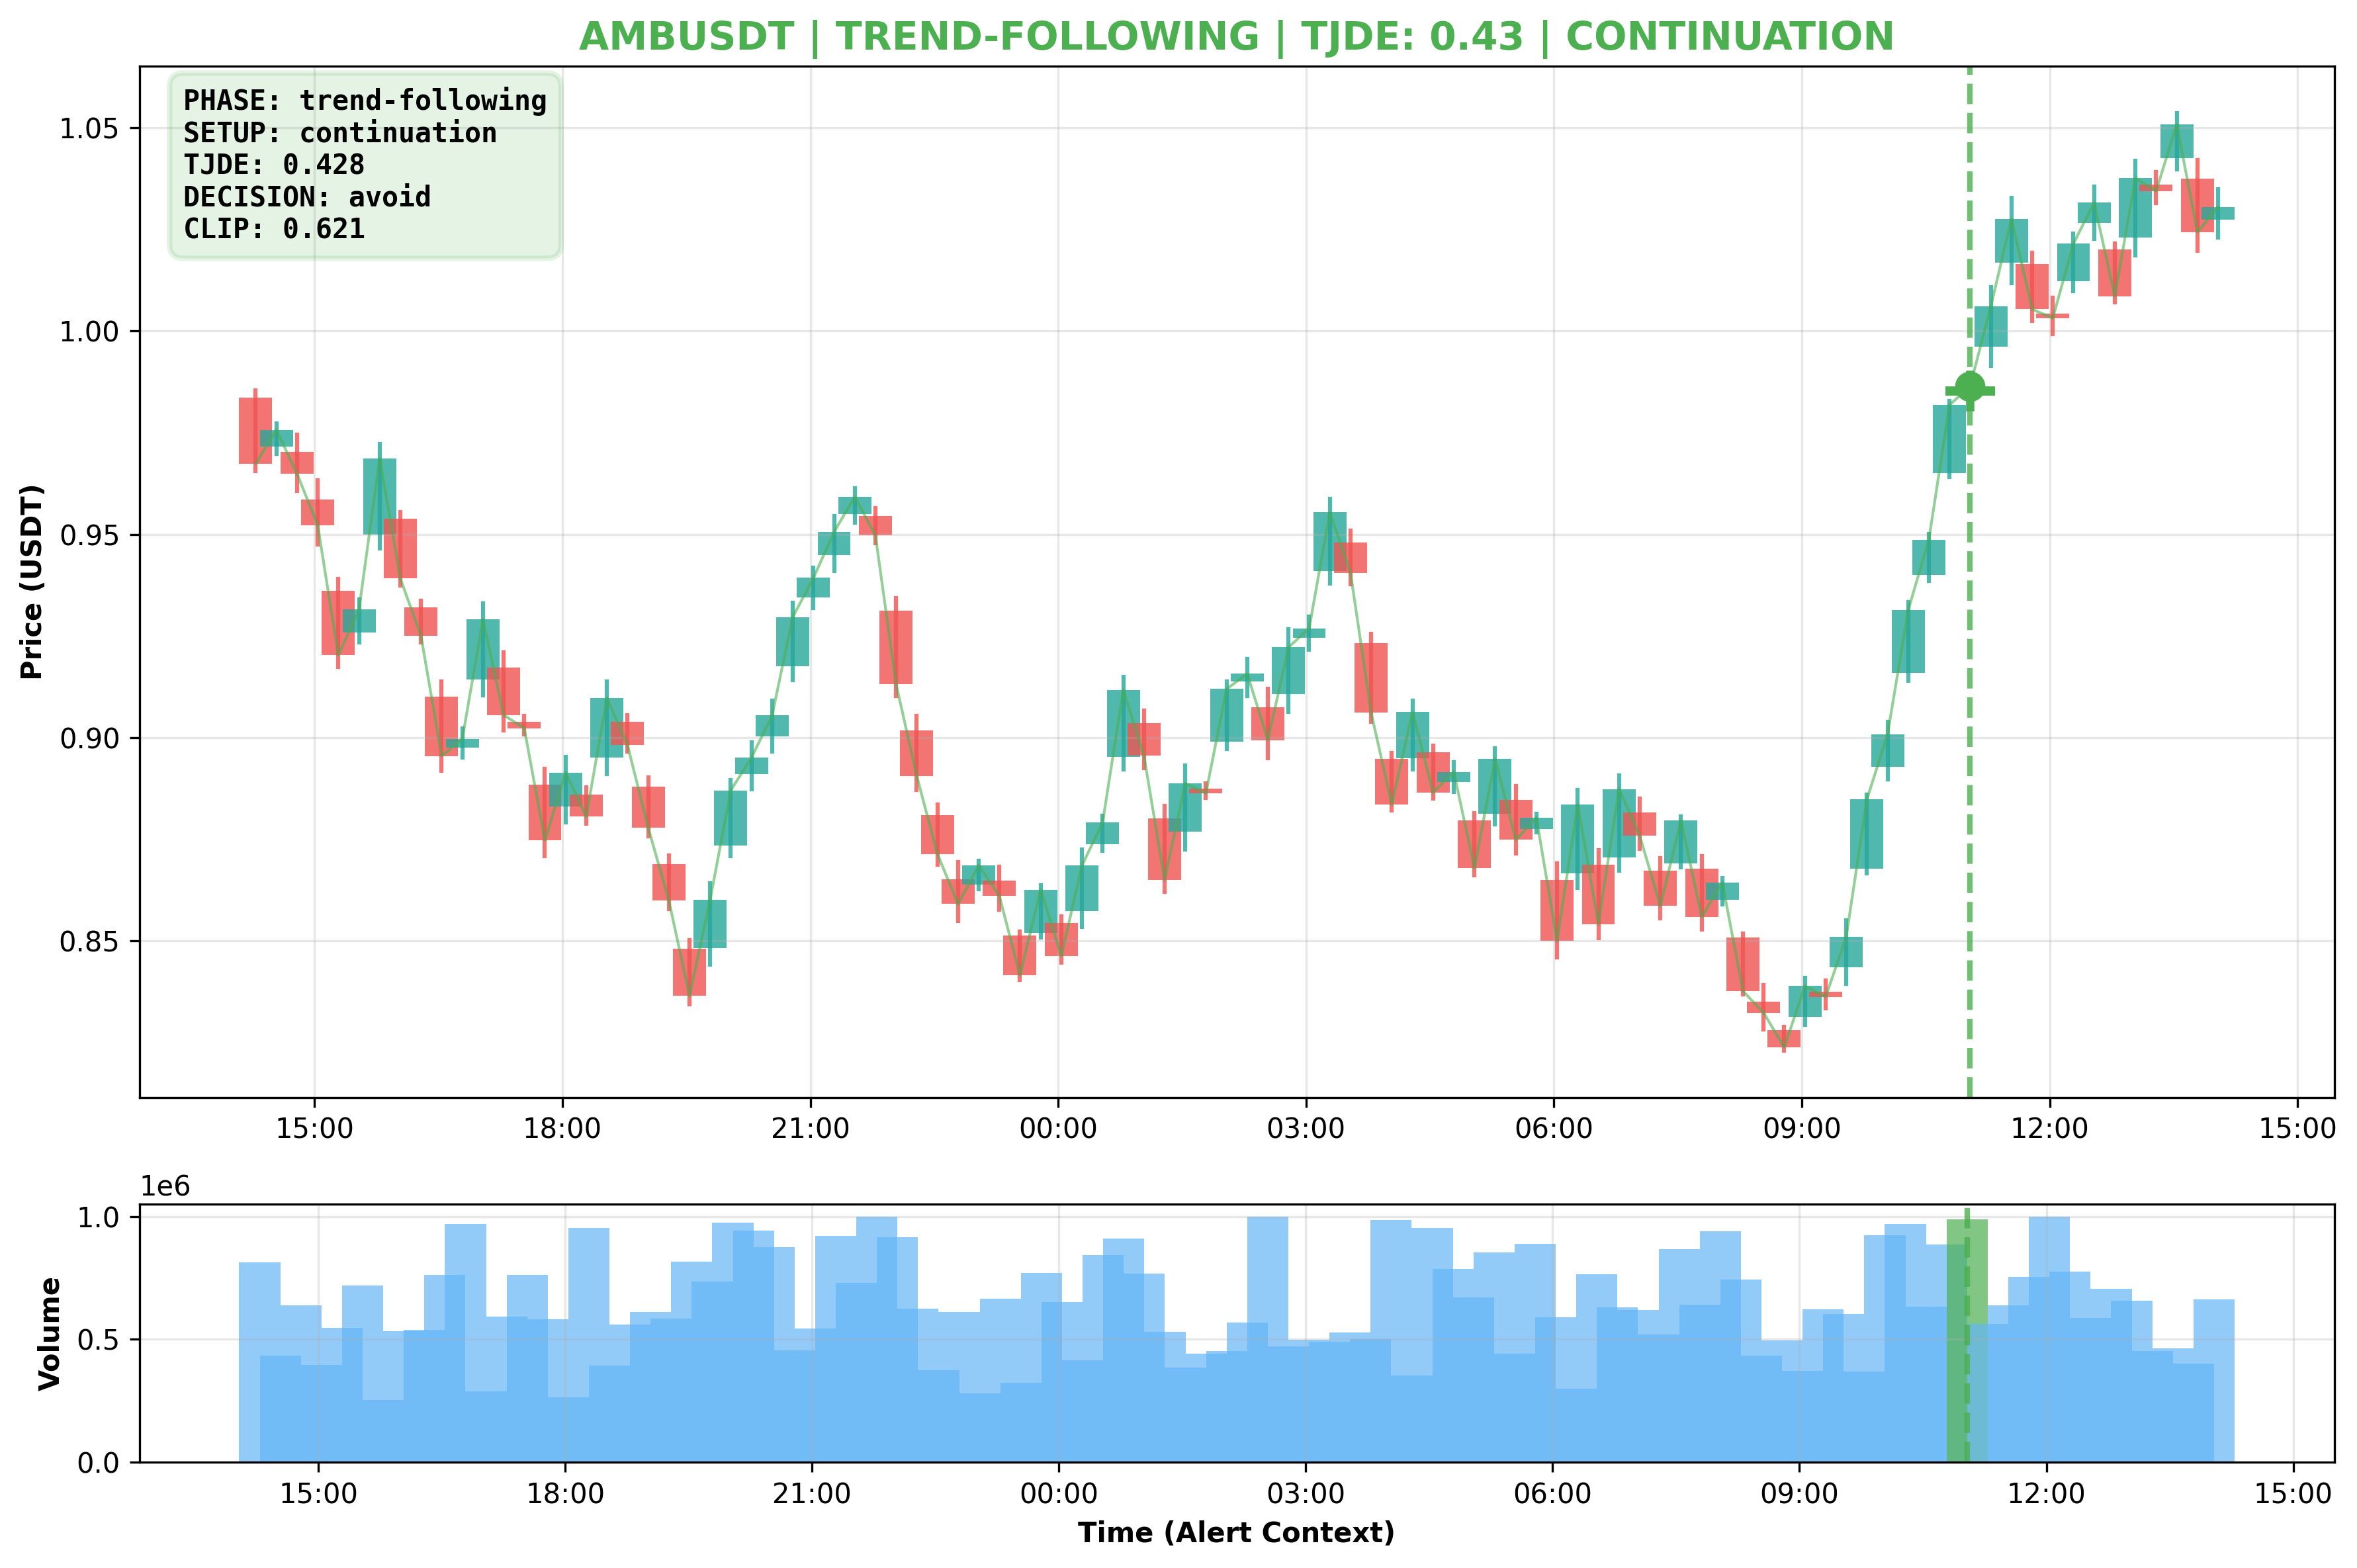 AMBUSDT | TREND-FOLLOWING | TJDE: 0.43 | CONTINUATION
PHASE: trend-following
SETUP: continuation
TJDE: 0.428
DECISION: avoid
CLIP: 0.621
Price (USDT)
1.05
1.00
0.95
0.90
0.85
15:00 18:00 21:00 00:00 03:00 06:00 09:00 12:00 15:00
1e6
Volume
1.0
0.5
0.0
15:00 18:00 21:00 00:00 03:00 06:00 09:00 12:00 15:00
Time (Alert Context)